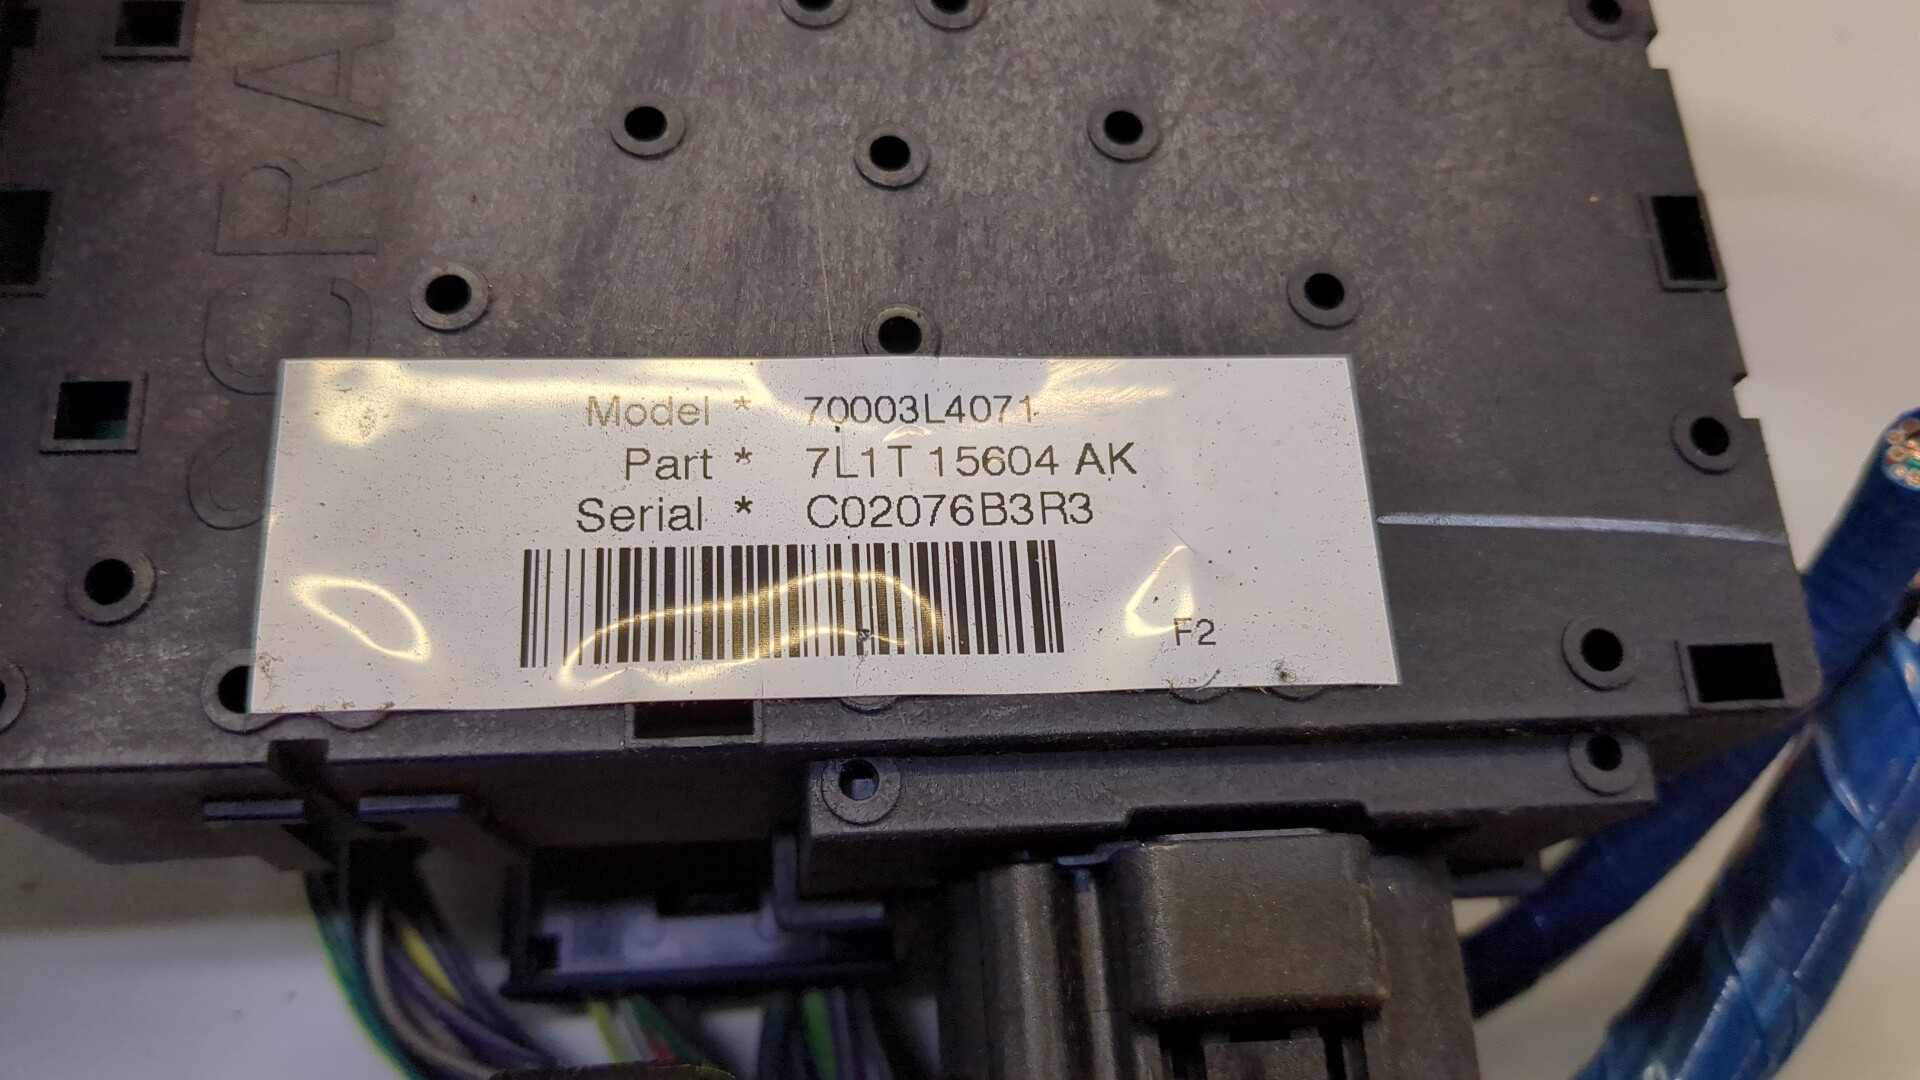 Model * 70003L4071
Part * 7L1T 15604 AK
Serial * C02076B3R3
F2